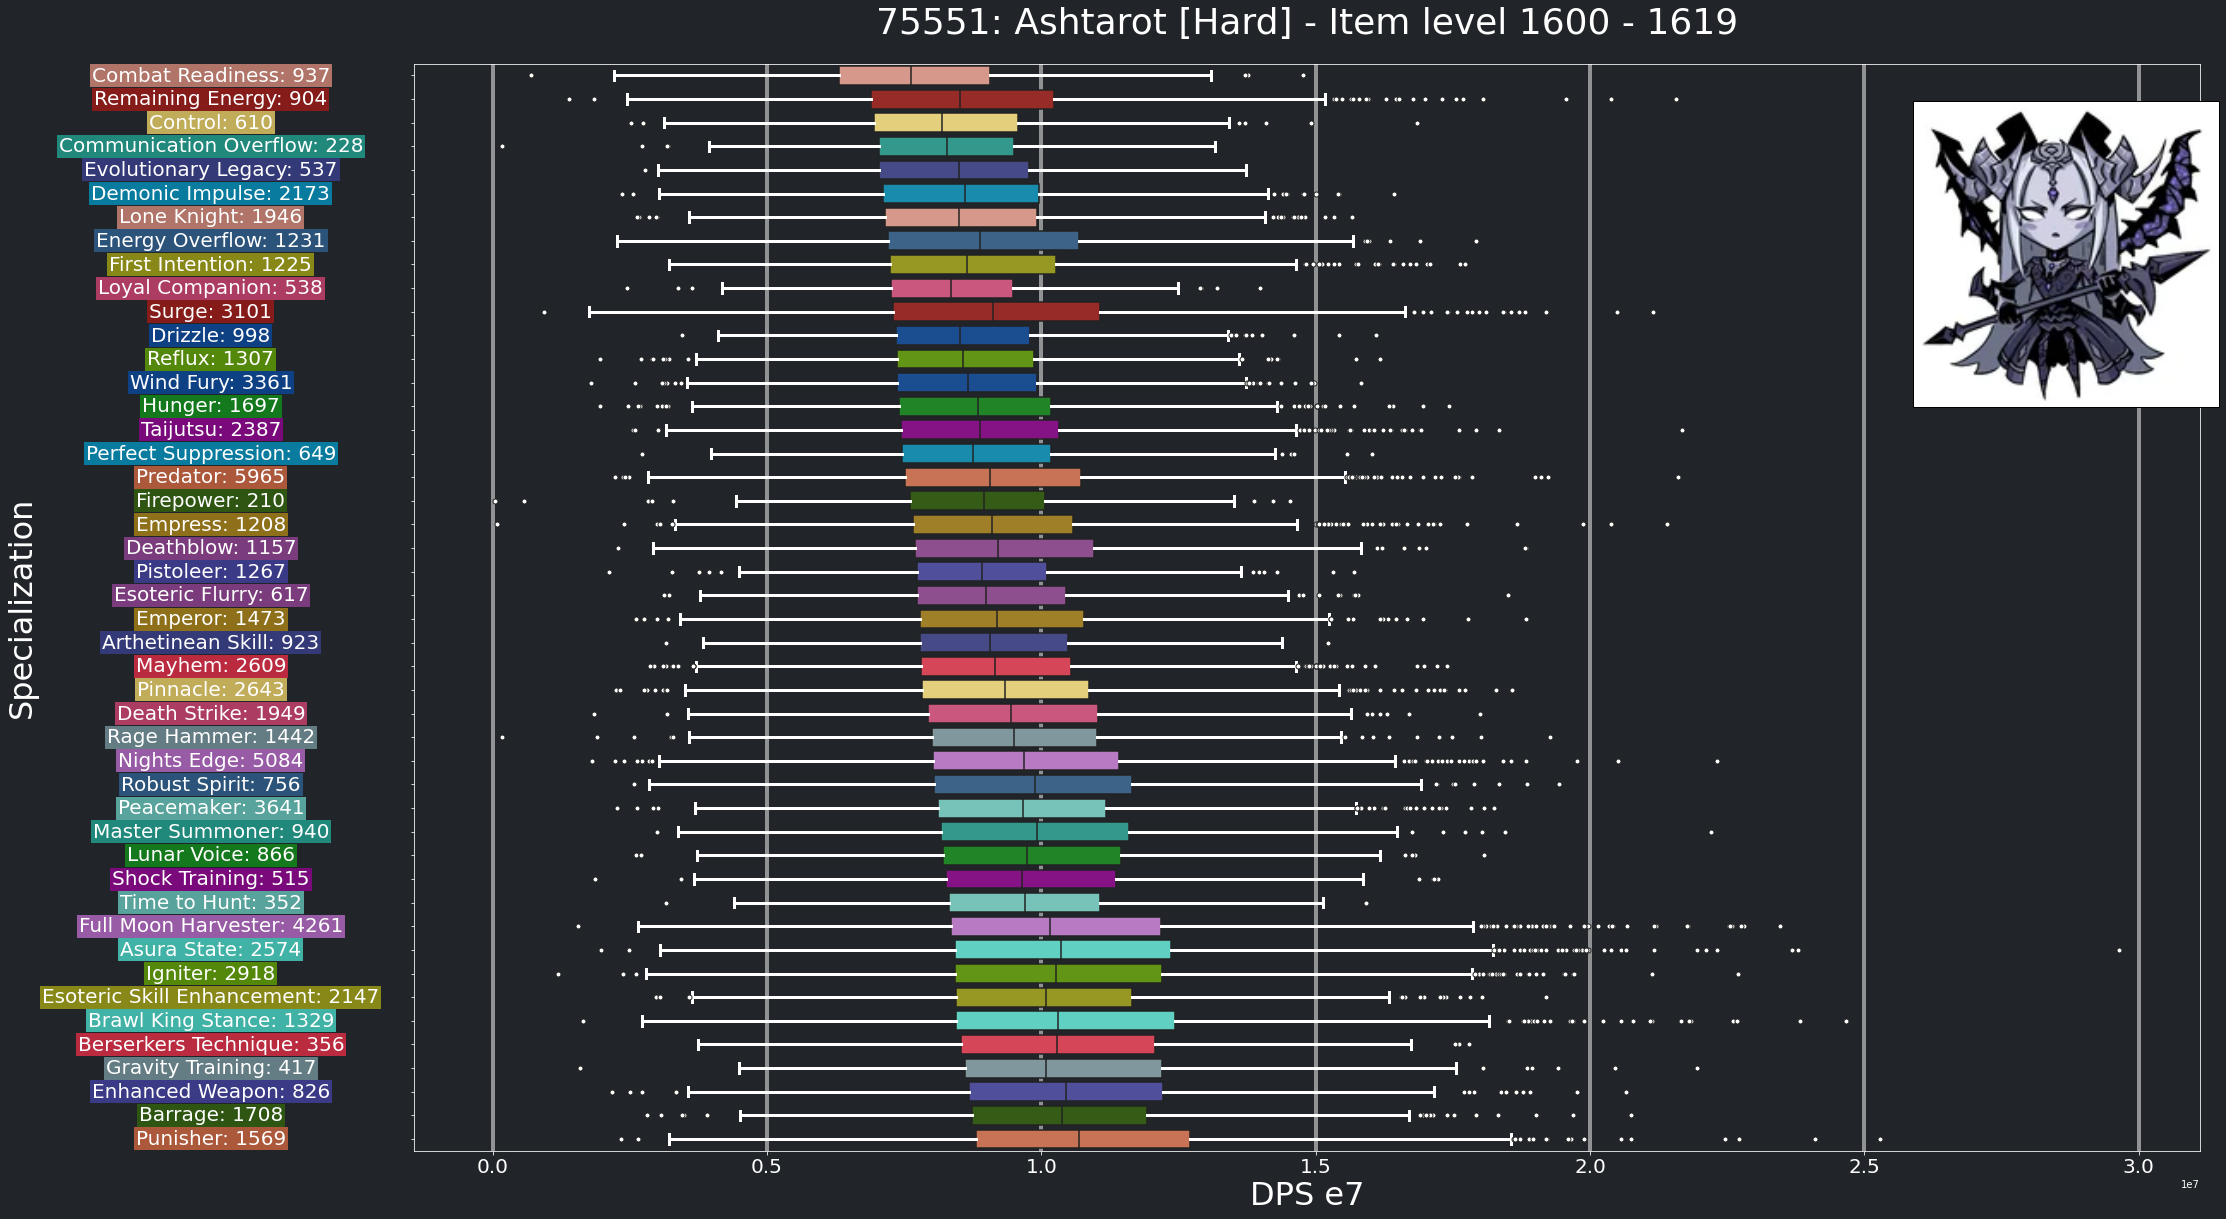 75551: Ashtarot [Hard] - Item level 1600 - 1619
Specialization
Combat Readiness: 937
Remaining Energy: 904
Control: 610
Communication Overflow: 228
Evolutionary Legacy: 537
Demonic Impulse: 2173
Lone Knight: 1946
Energy Overflow: 1231
First Intention: 1225
Loyal Companion: 538
Surge: 3101
Drizzle: 998
Reflux: 1307
Wind Fury: 3361
Hunger: 1697
Taijutsu: 2387
Perfect Suppression: 649
Predator: 5965
Firepower: 210
Empress: 1208
Deathblow: 1157
Pistoleer: 1267
Esoteric Flurry: 617
Emperor: 1473
Arthetinean Skill: 923
Mayhem: 2609
Pinnacle: 2643
Death Strike: 1949
Rage Hammer: 1442
Nights Edge: 5084
Robust Spirit: 756
Peacemaker: 3641
Master Summoner: 940
Lunar Voice: 866
Shock Training: 515
Time to Hunt: 352
Full Moon Harvester: 4261
Asura State: 2574
Igniter: 2918
Esoteric Skill Enhancement: 2147
Brawl King Stance: 1329
Berserkers Technique: 356
Gravity Training: 417
Enhanced Weapon: 826
Barrage: 1708
Punisher: 1569
0.0 0.5 1.0 1.5 2.0 2.5 3.0
1e7
DPS e7